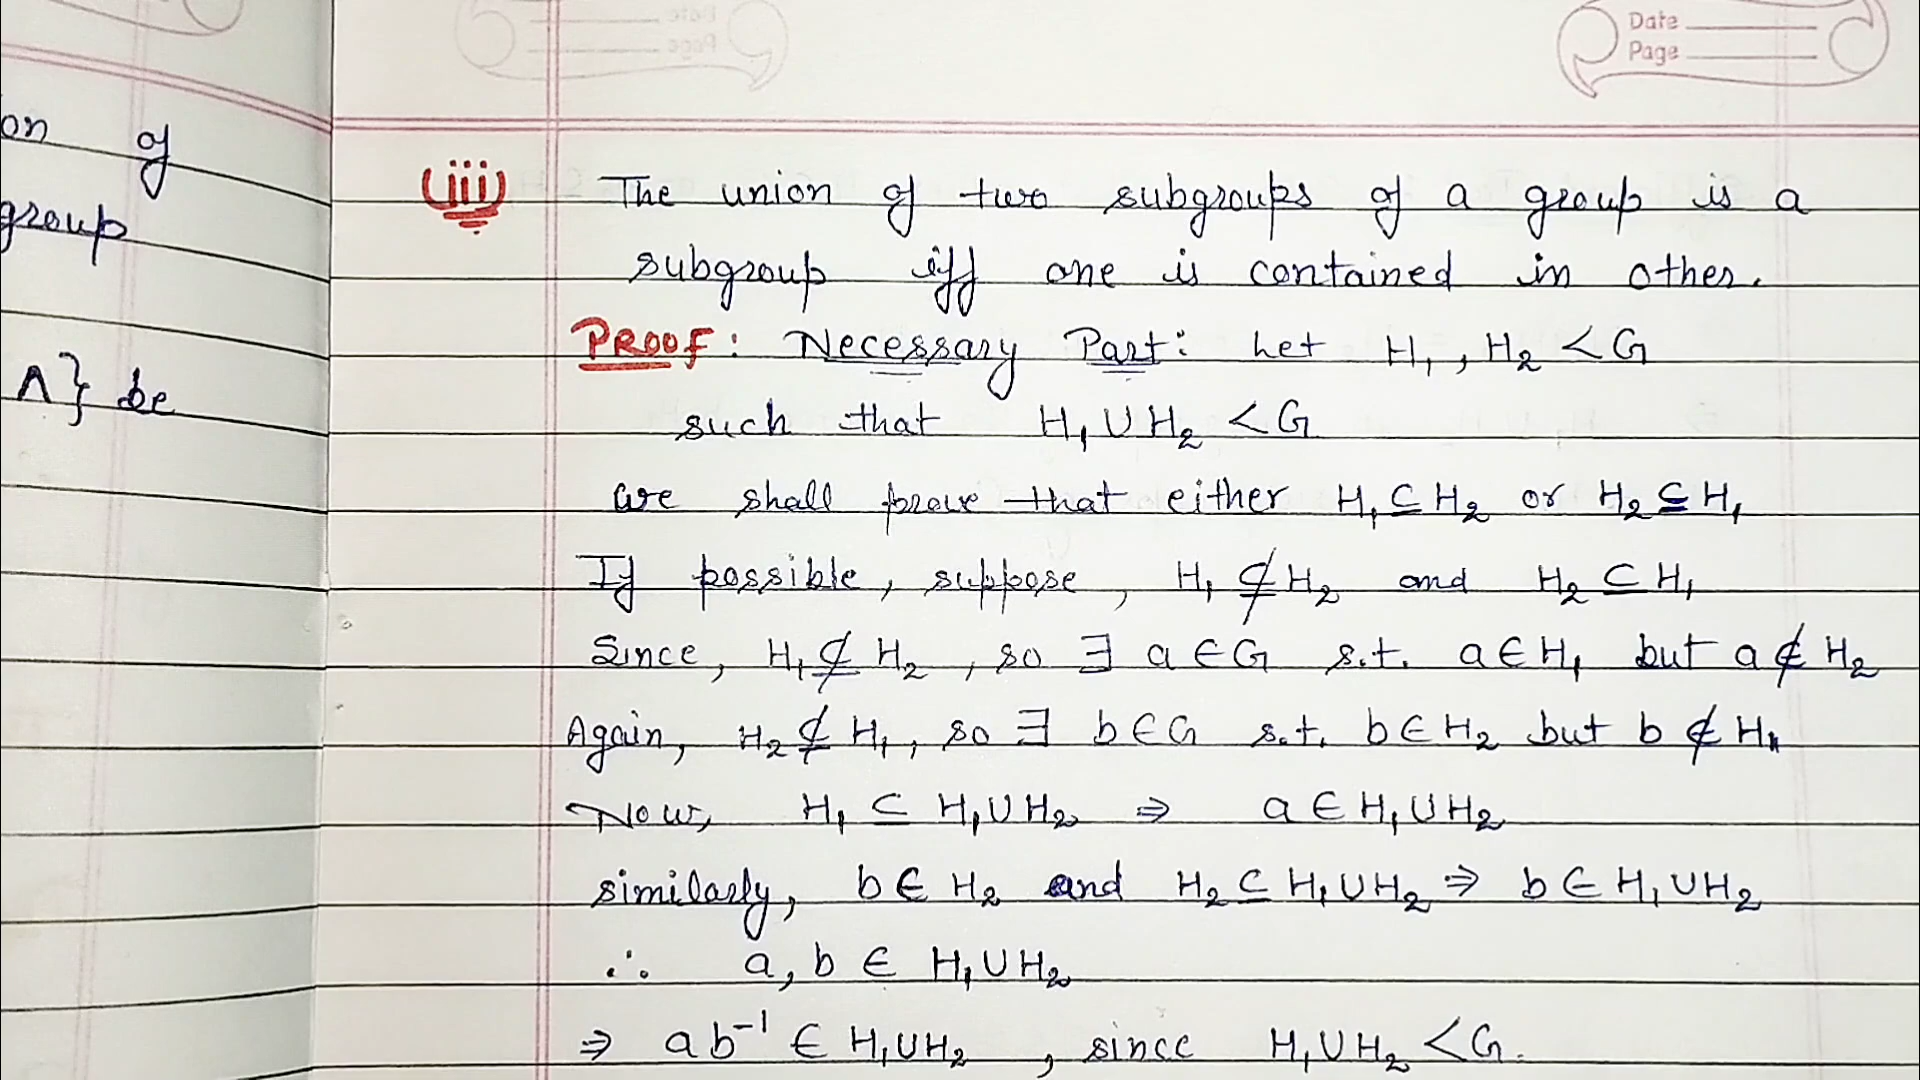 Date
Page
on of
group
Λ} be
(iii) The union of two subgroups of a group is a
subgroup iff one is contained in other.
PROOF: Necessary Part: Let H₁, H₂ < G
such that H₁∪H₂ < G
we shall prove that either H₁ ⊆ H₂ or H₂ ⊆ H₁
If possible, suppose, H₁ ⊈ H₂ and H₂ ⊆ H₁
Since, H₁ ⊈ H₂, so ∃ a ∈ G s.t. a ∈ H₁ but a ∉ H₂
Again, H₂ ⊈ H₁, so ∃ b ∈ G s.t. b ∈ H₂ but b ∉ H₁
Now, H₁ ⊆ H₁∪H₂ ⇒ a ∈ H₁∪H₂
similarly, b ∈ H₂ and H₂ ⊆ H₁∪H₂ ⇒ b ∈ H₁∪H₂
∴ a, b ∈ H₁∪H₂
⇒ ab⁻¹ ∈ H₁∪H₂, since H₁∪H₂ < G.